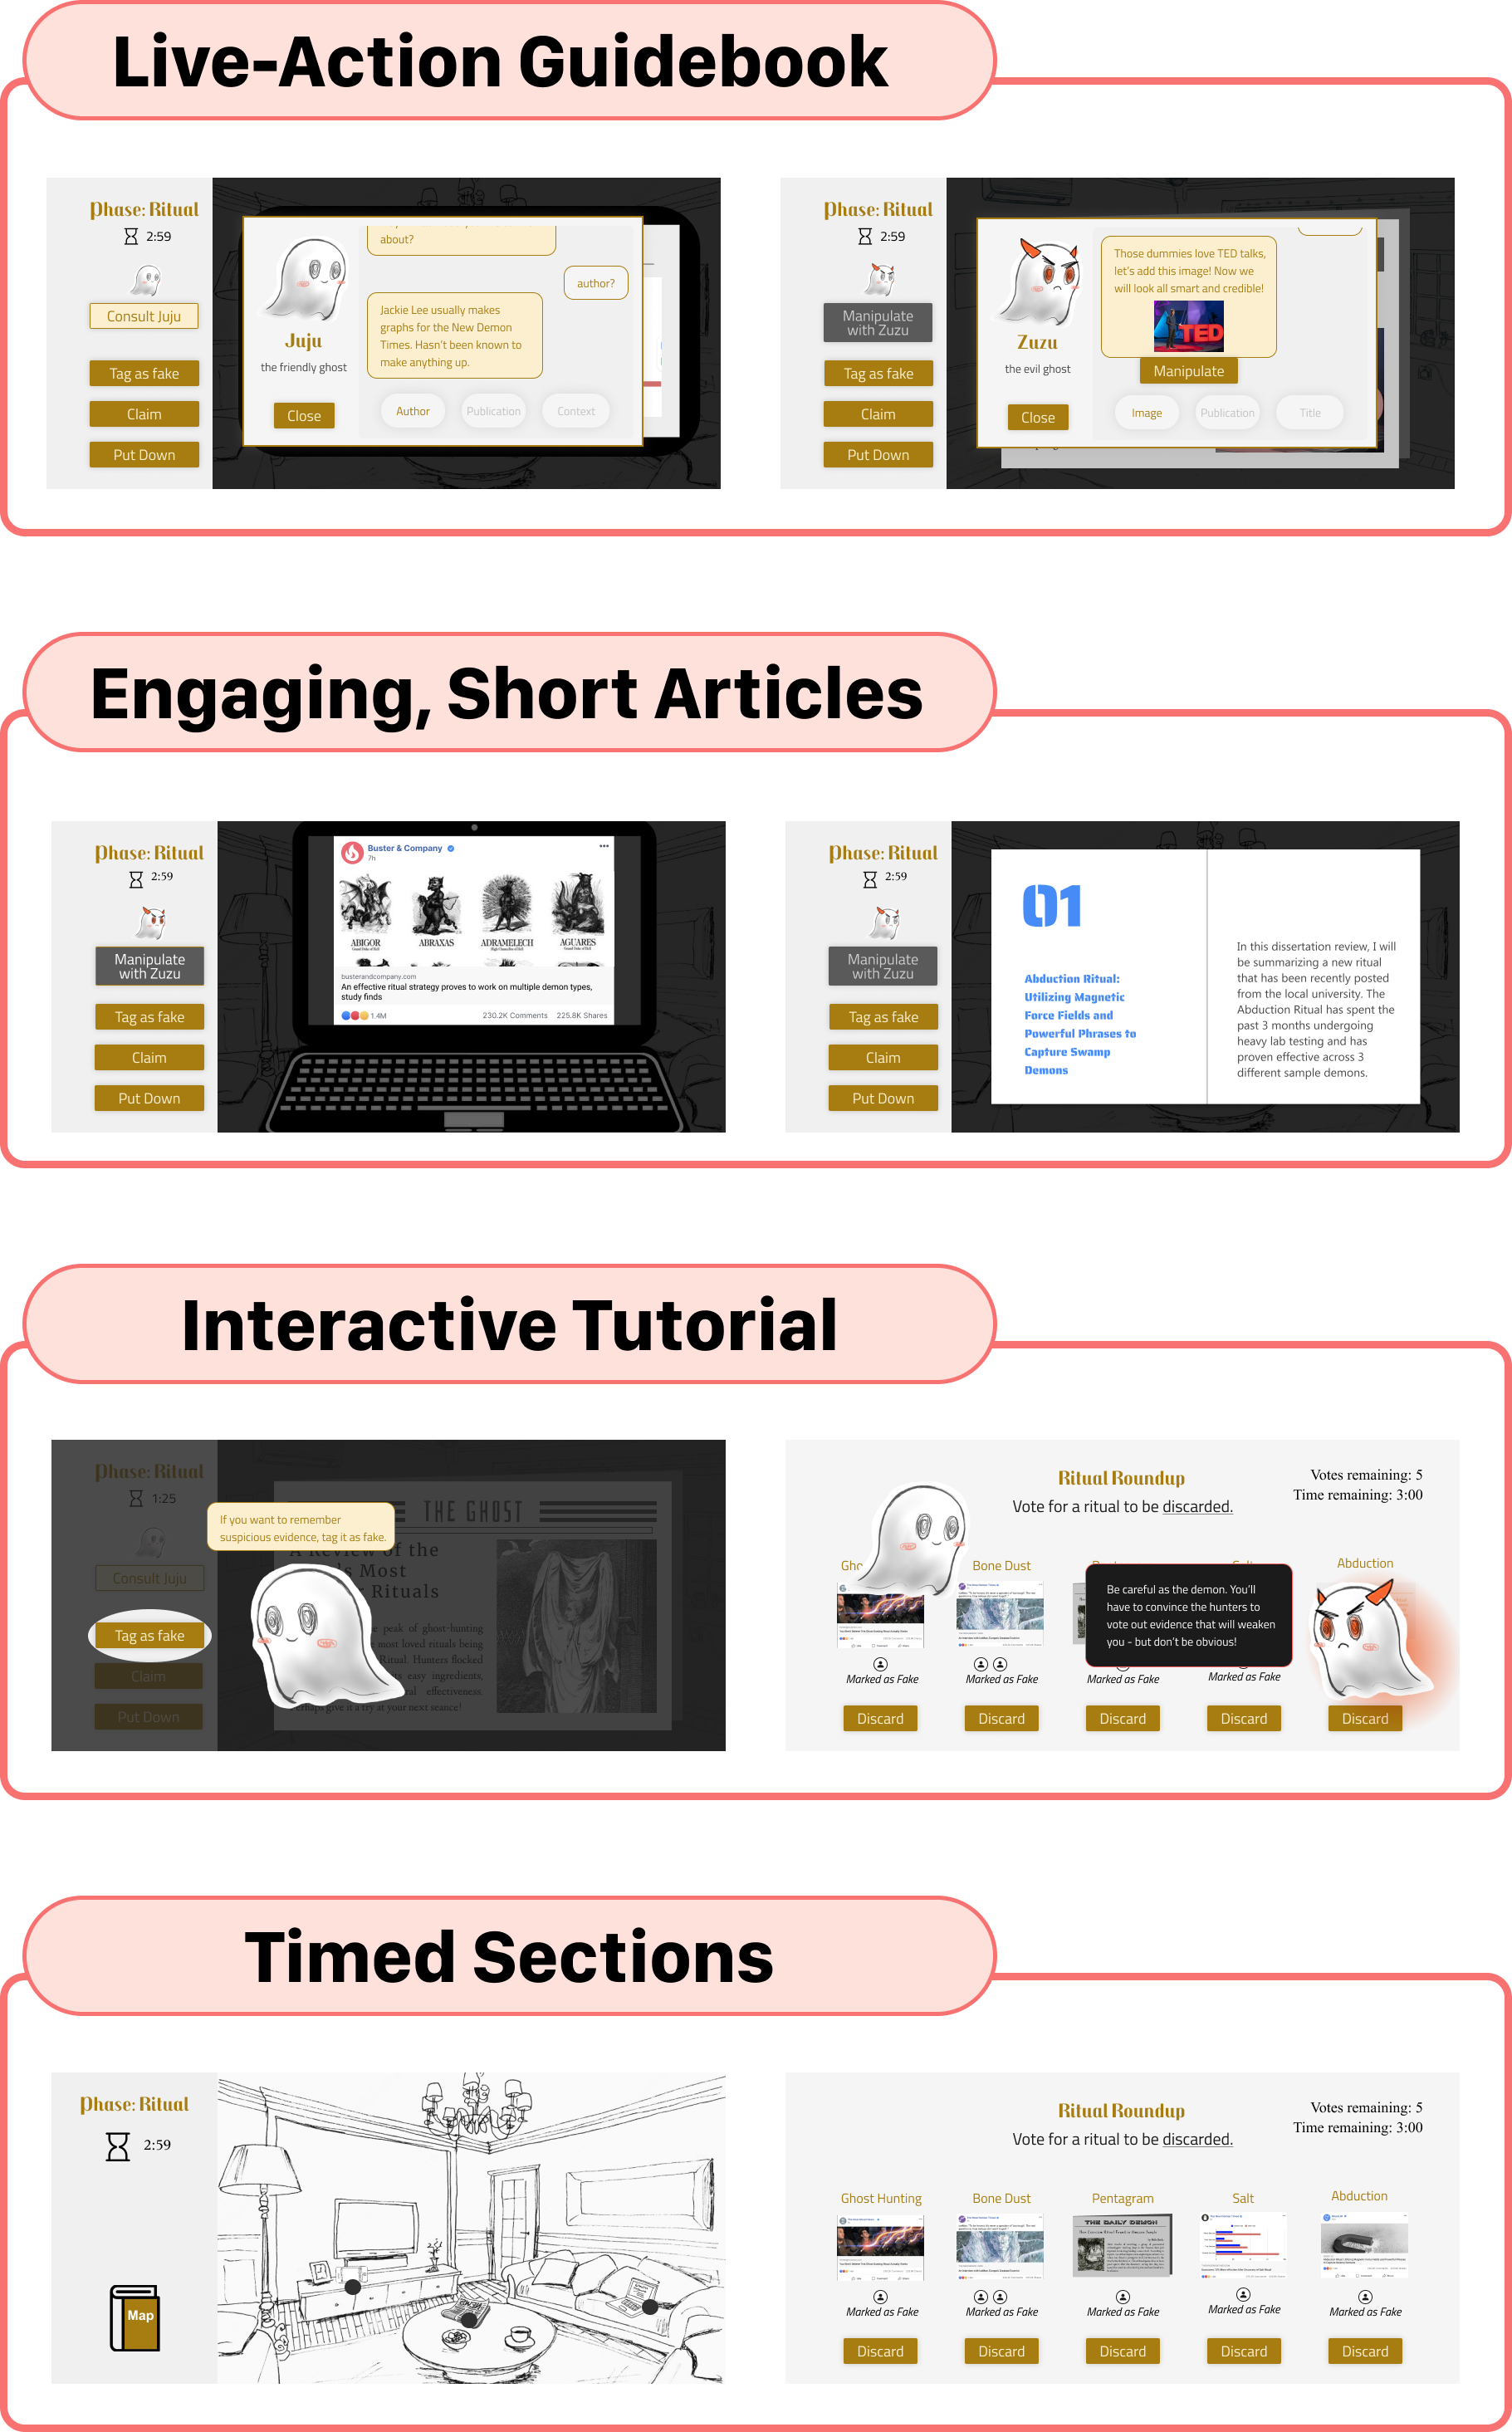 Live-Action Guidebook
Phase: Ritual
2:59
Consult Juju
Tag as fake
Claim
Put Down
Juju
the friendly ghost
Close
about?
author?
Jackie Lee usually makes
graphs for the New Demon
Times. Hasn't been known to
make anything up.
Author
Publication
Context
Phase: Ritual
2:59
Manipulate
with Zuzu
Tag as fake
Claim
Put Down
Zuzu
the evil ghost
Close
Those dummies love TED talks,
let's add this image! Now we
will look all smart and credible!
TED
Manipulate
Image
Publication
Title
Engaging, Short Articles
Phase: Ritual
2:59
Manipulate
with Zuzu
Tag as fake
Claim
Put Down
Buster & Company
7h
ABIGOR
Grand Duke of Hell
ABRAXAS
ADRAMELECH
High Chancellor of Hell
AGUARES
Grand Duke of Hell
busterandcompany.com
An effective ritual strategy proves to work on multiple demon types,
study finds
1.4M
230.2K Comments
225.8K Shares
Phase: Ritual
2:59
Manipulate
with Zuzu
Tag as fake
Claim
Put Down
01
Abduction Ritual:
Utilizing Magnetic
Force Fields and
Powerful Phrases to
Capture Swamp
Demons
In this dissertation review, I will
be summarizing a new ritual
that has been recently posted
from the local university. The
Abduction Ritual has spent the
past 3 months undergoing
heavy lab testing and has
proven effective across 3
different sample demons.
Interactive Tutorial
Phase: Ritual
1:25
Consult Juju
Tag as fake
Claim
Put Down
If you want to remember
suspicious evidence, tag it as fake.
THE GHOST
A Review of the
Most
Rituals
peak of ghost-hunting
most loved rituals being
Ritual. Hunters flocked
easy ingredients,
effectiveness.
perhaps give it a try at your next seance!
Ritual Roundup
Vote for a ritual to be discarded.
Votes remaining: 5
Time remaining: 3:00
Bone Dust
Abduction
Be careful as the demon. You'll
have to convince the hunters to
vote out evidence that will weaken
you - but don't be obvious!
Marked as Fake
Marked as Fake
Marked as Fake
Marked as Fake
Discard
Discard
Discard
Discard
Discard
Timed Sections
Phase: Ritual
2:59
Map
Ritual Roundup
Vote for a ritual to be discarded.
Votes remaining: 5
Time remaining: 3:00
Ghost Hunting
Bone Dust
Pentagram
Salt
Abduction
THE DAILY DEMON
Marked as Fake
Marked as Fake
Marked as Fake
Marked as Fake
Marked as Fake
Discard
Discard
Discard
Discard
Discard